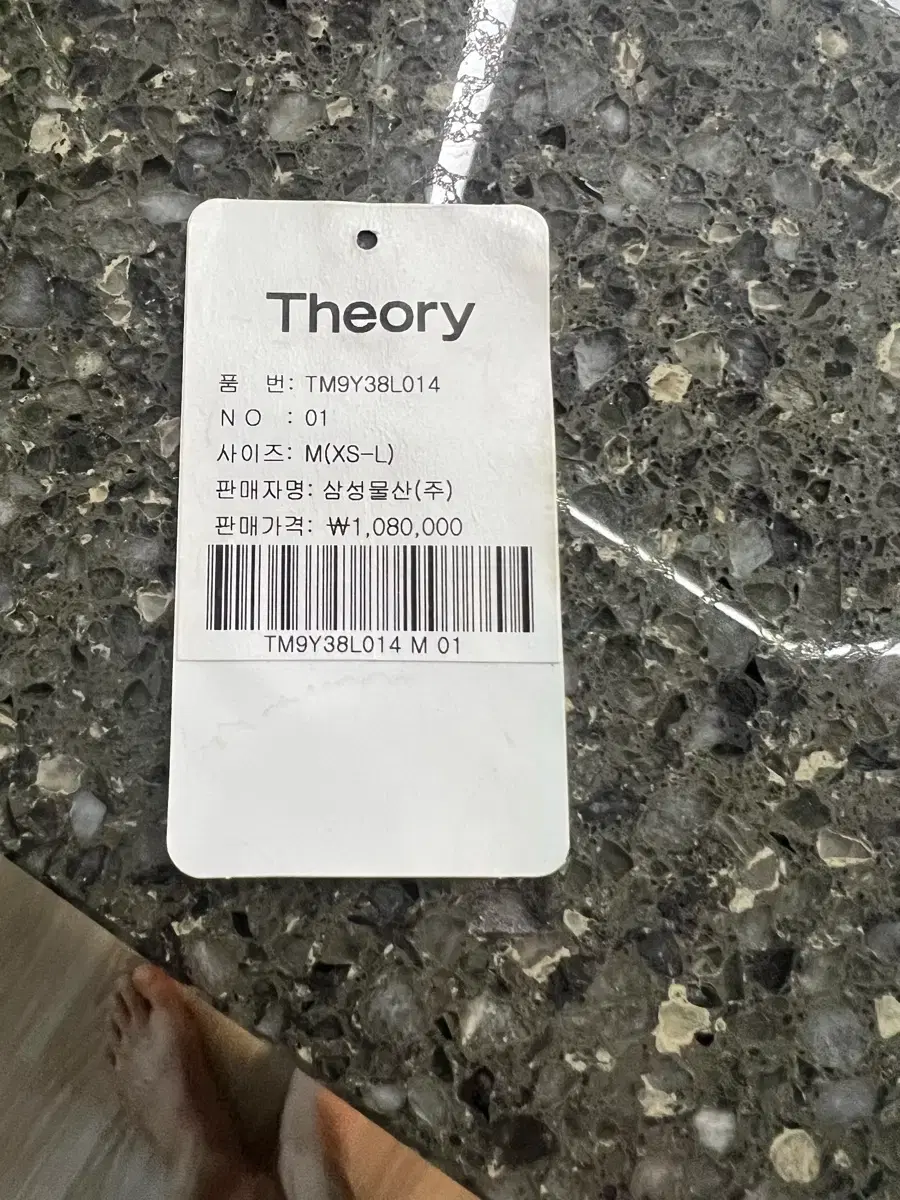 Theory
품 번: TM9Y38L014
NO : 01
사이즈: M(XS-L)
판매자명: 삼성물산(주)
판매가격: ₩1,080,000
TM9Y38L014 M 01